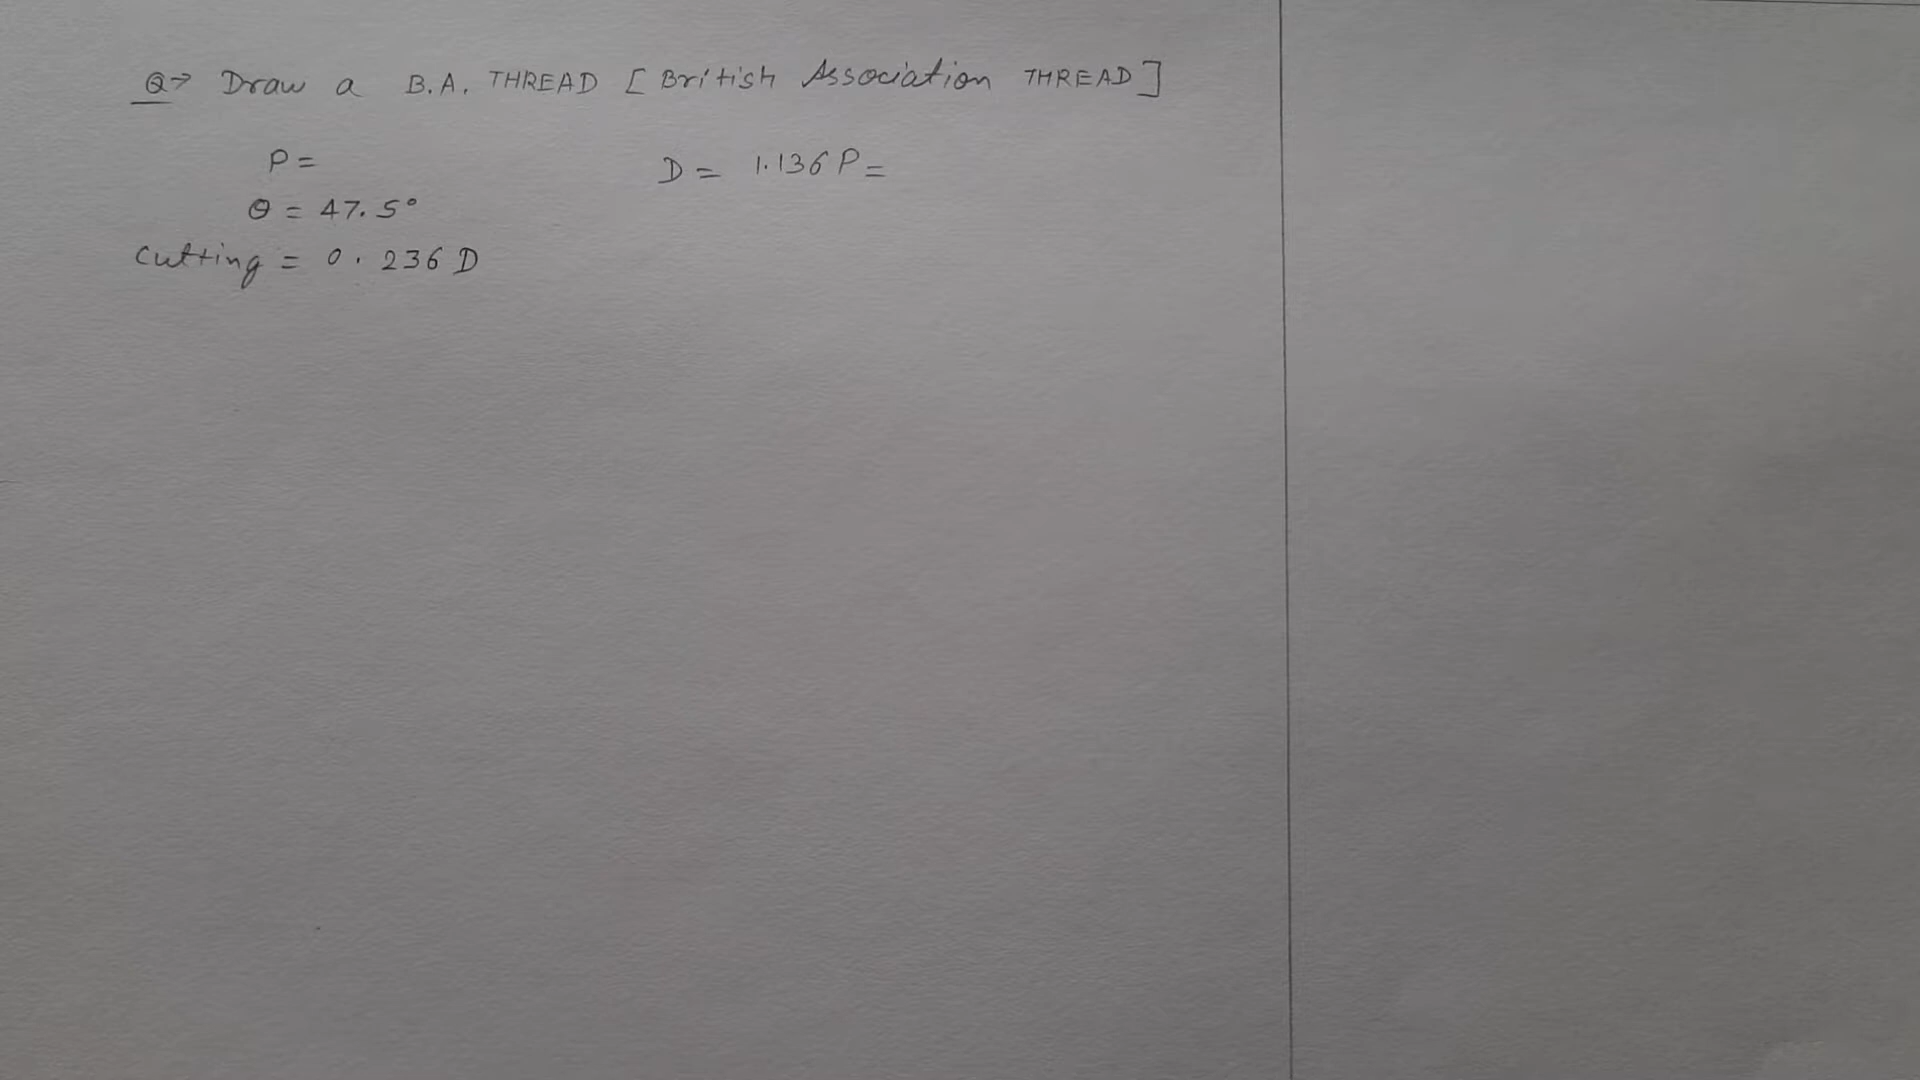 Q→ Draw a B.A. THREAD [British Association THREAD]
P = D = 1.136 P =
θ = 47.5°
cutting = 0.236 D